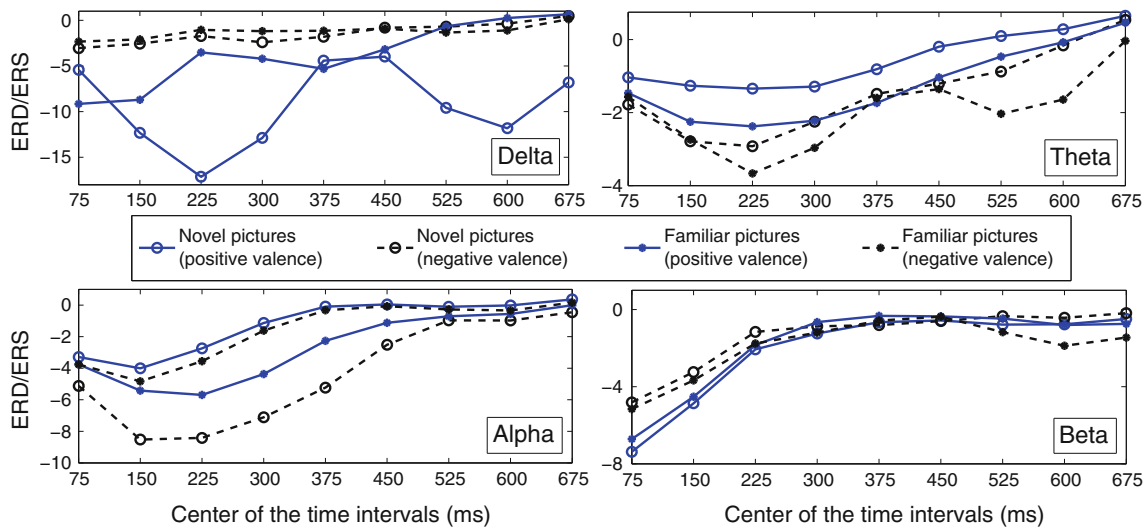 ERD/ERS
0
−5
−10
−15
75 150 225 300 375 450 525 600 675
Delta
0
−2
−4
75 150 225 300 375 450 525 600 675
Theta
Novel pictures
(positive valence)
Novel pictures
(negative valence)
Familiar pictures
(positive valence)
Familiar pictures
(negative valence)
ERD/ERS
0
−2
−4
−6
−8
−10
75 150 225 300 375 450 525 600 675
Alpha
Center of the time intervals (ms)
0
−4
−8
75 150 225 300 375 450 525 600 675
Beta
Center of the time intervals (ms)